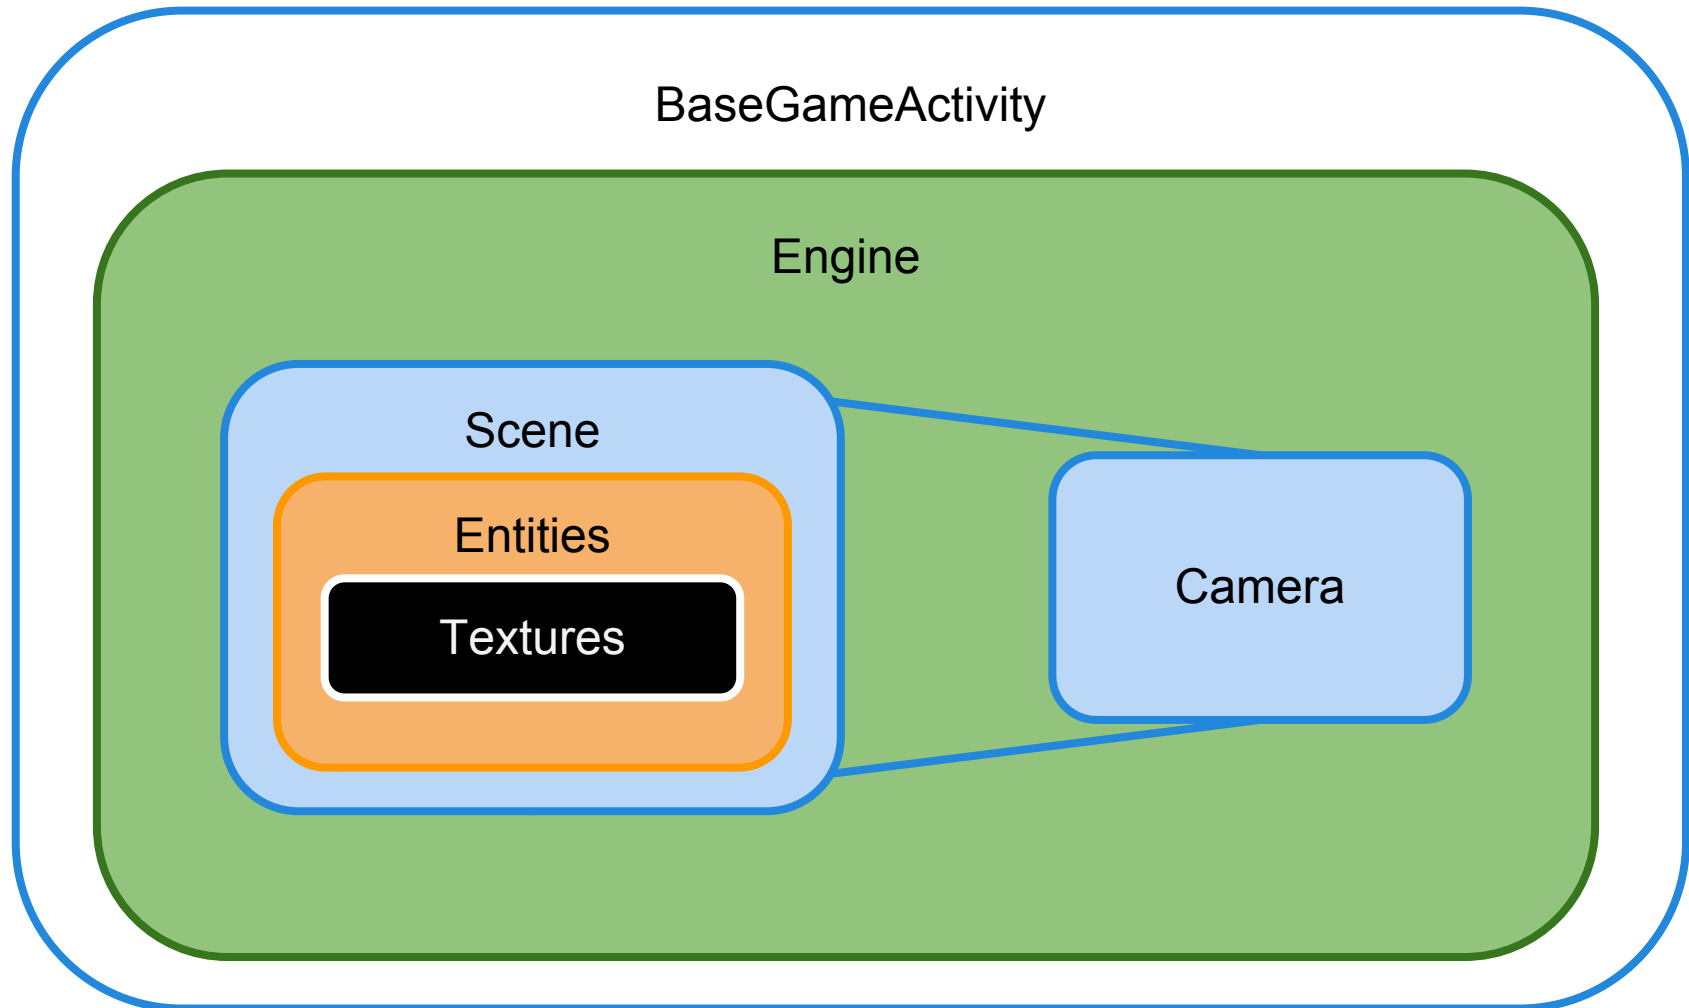 BaseGameActivity
Engine
Scene
Entities
Textures
Camera